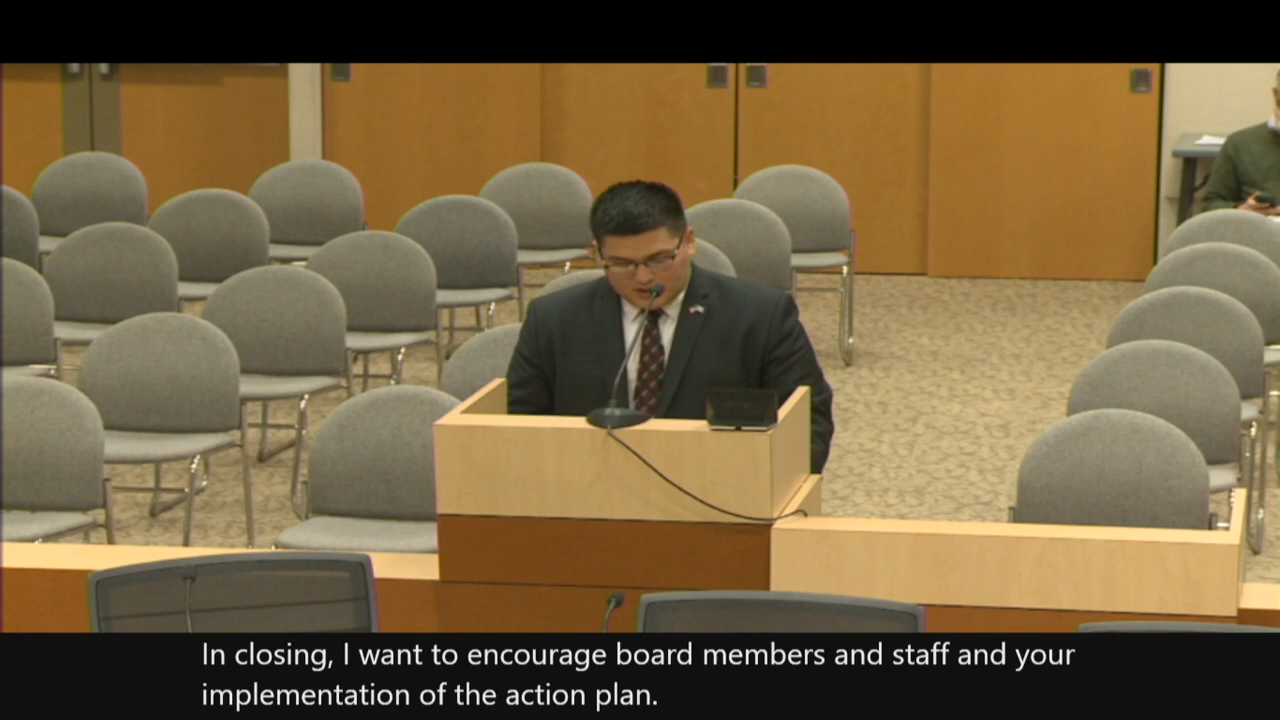 In closing, I want to encourage board members and staff and your
implementation of the action plan.